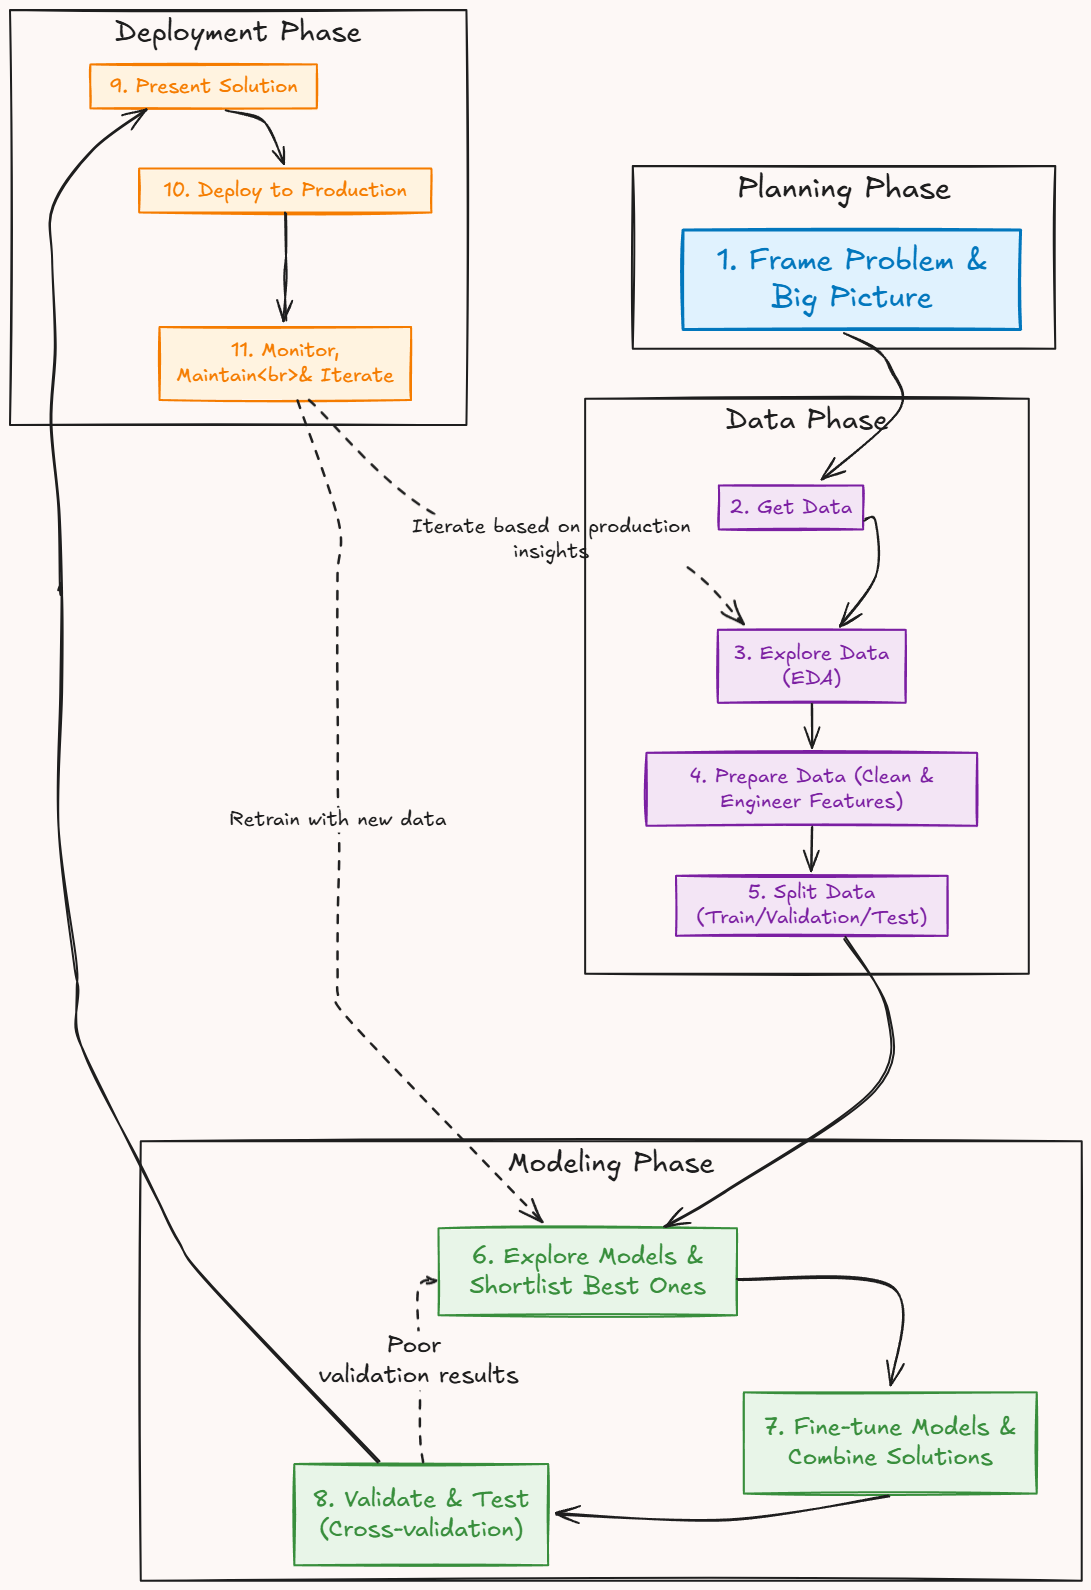 Deployment Phase
9. Present Solution
10. Deploy to Production
11. Monitor,
Maintain<br>& Iterate
Planning Phase
1. Frame Problem &
Big Picture
Data Phase
2. Get Data
Iterate based on production
insights
3. Explore Data
(EDA)
4. Prepare Data (Clean &
Engineer Features)
Retrain with new data
5. Split Data
(Train/Validation/Test)
Modeling Phase
6. Explore Models &
Shortlist Best Ones
Poor
validation results
7. Fine-tune Models &
Combine Solutions
8. Validate & Test
(Cross-validation)